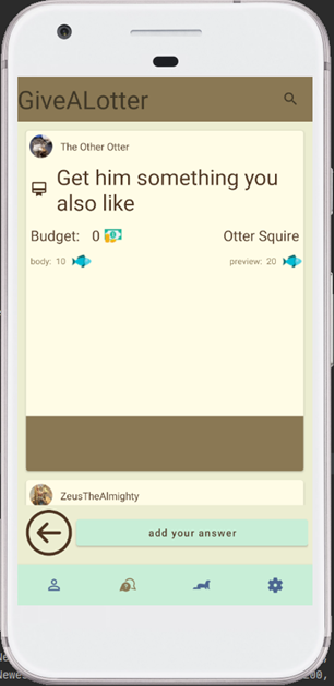 GiveALotter
The Other Otter
Get him something you
also like
Budget: 0 Otter Squire
body: 10 preview: 20
ZeusTheAlmighty
add your answer